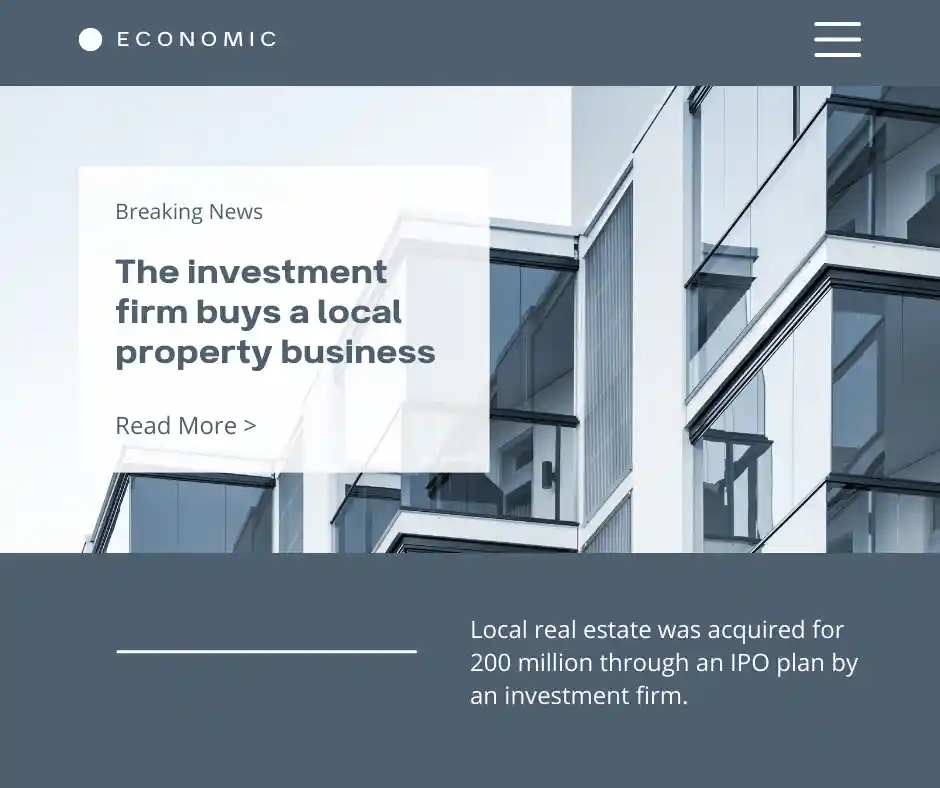 ECONOMIC
Breaking News
The investment
firm buys a local
property business
Read More >
Local real estate was acquired for
200 million through an IPO plan by
an investment firm.